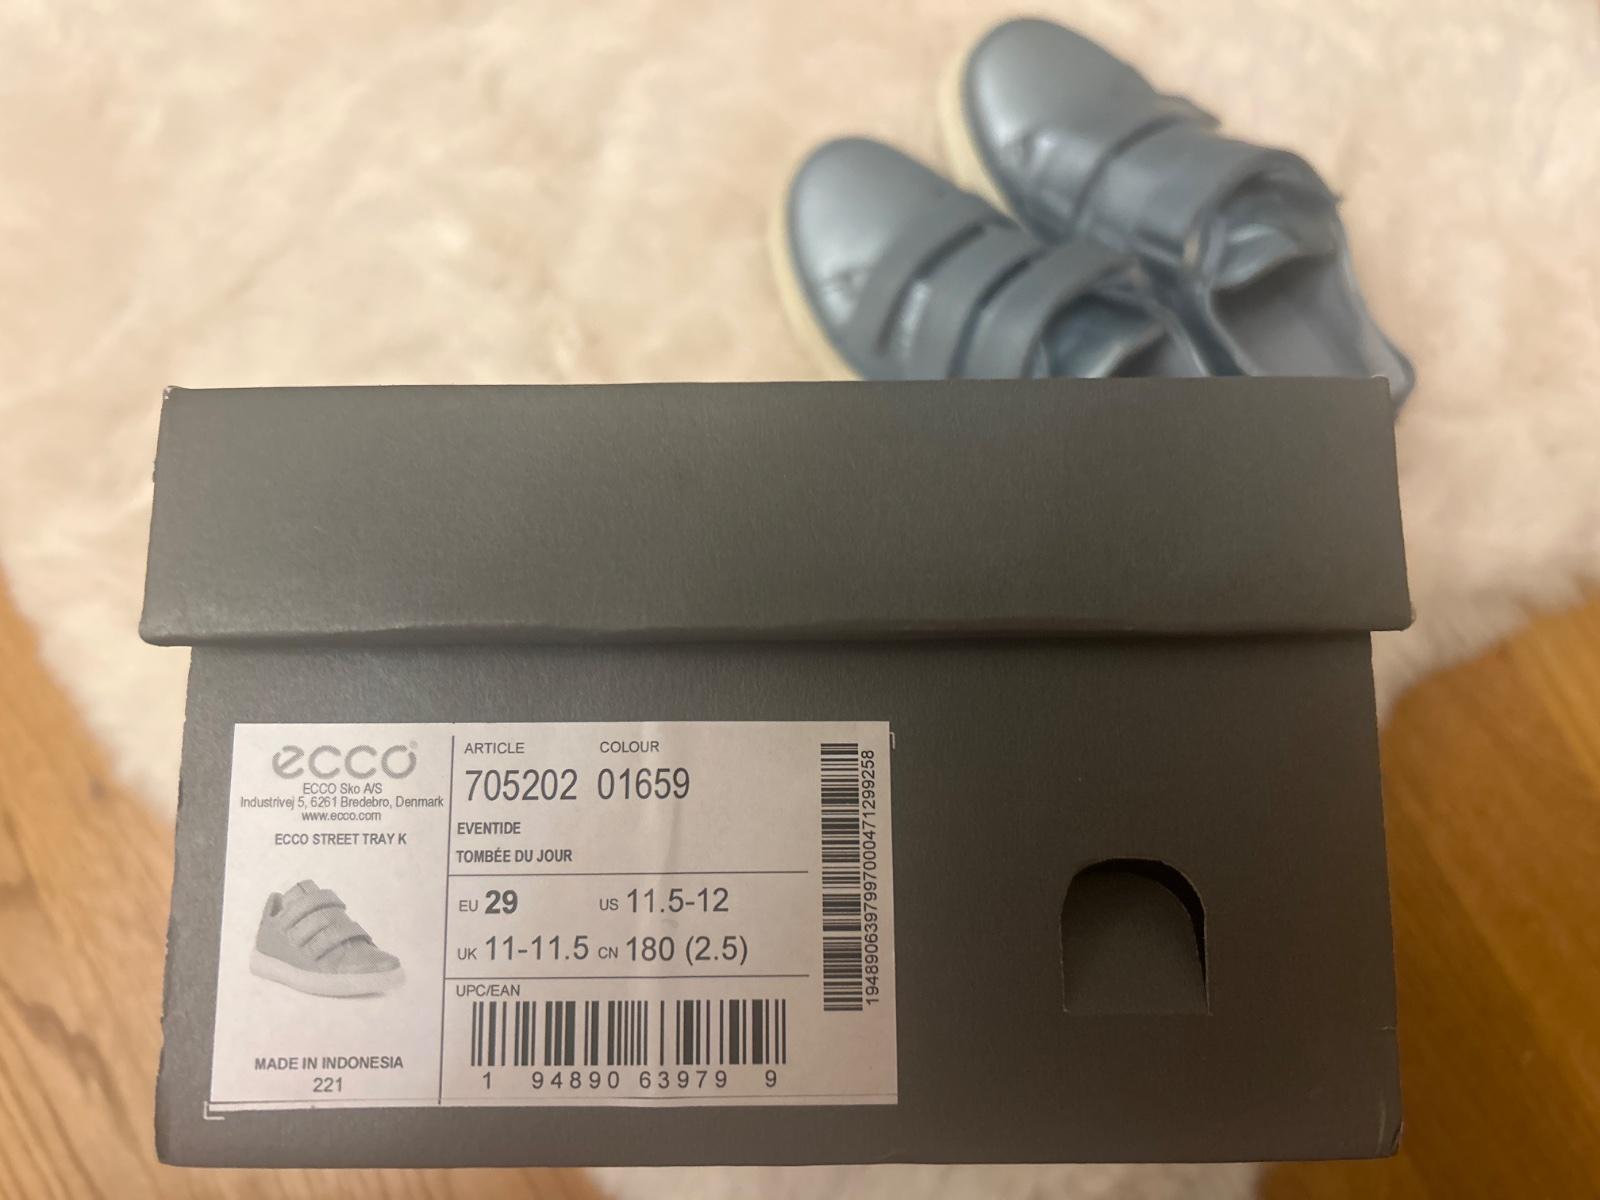 ecco®
ECCO Sko A/S
Industrivej 5, 6261 Bredebro, Denmark
www.ecco.com
ECCO STREET TRAY K
MADE IN INDONESIA
221
ARTICLE COLOUR
705202 01659
EVENTIDE
TOMBÉE DU JOUR
EU 29 US 11.5-12
UK 11-11.5 CN 180 (2.5)
UPC/EAN
1 94890 63979 9
1948906397997000471299258